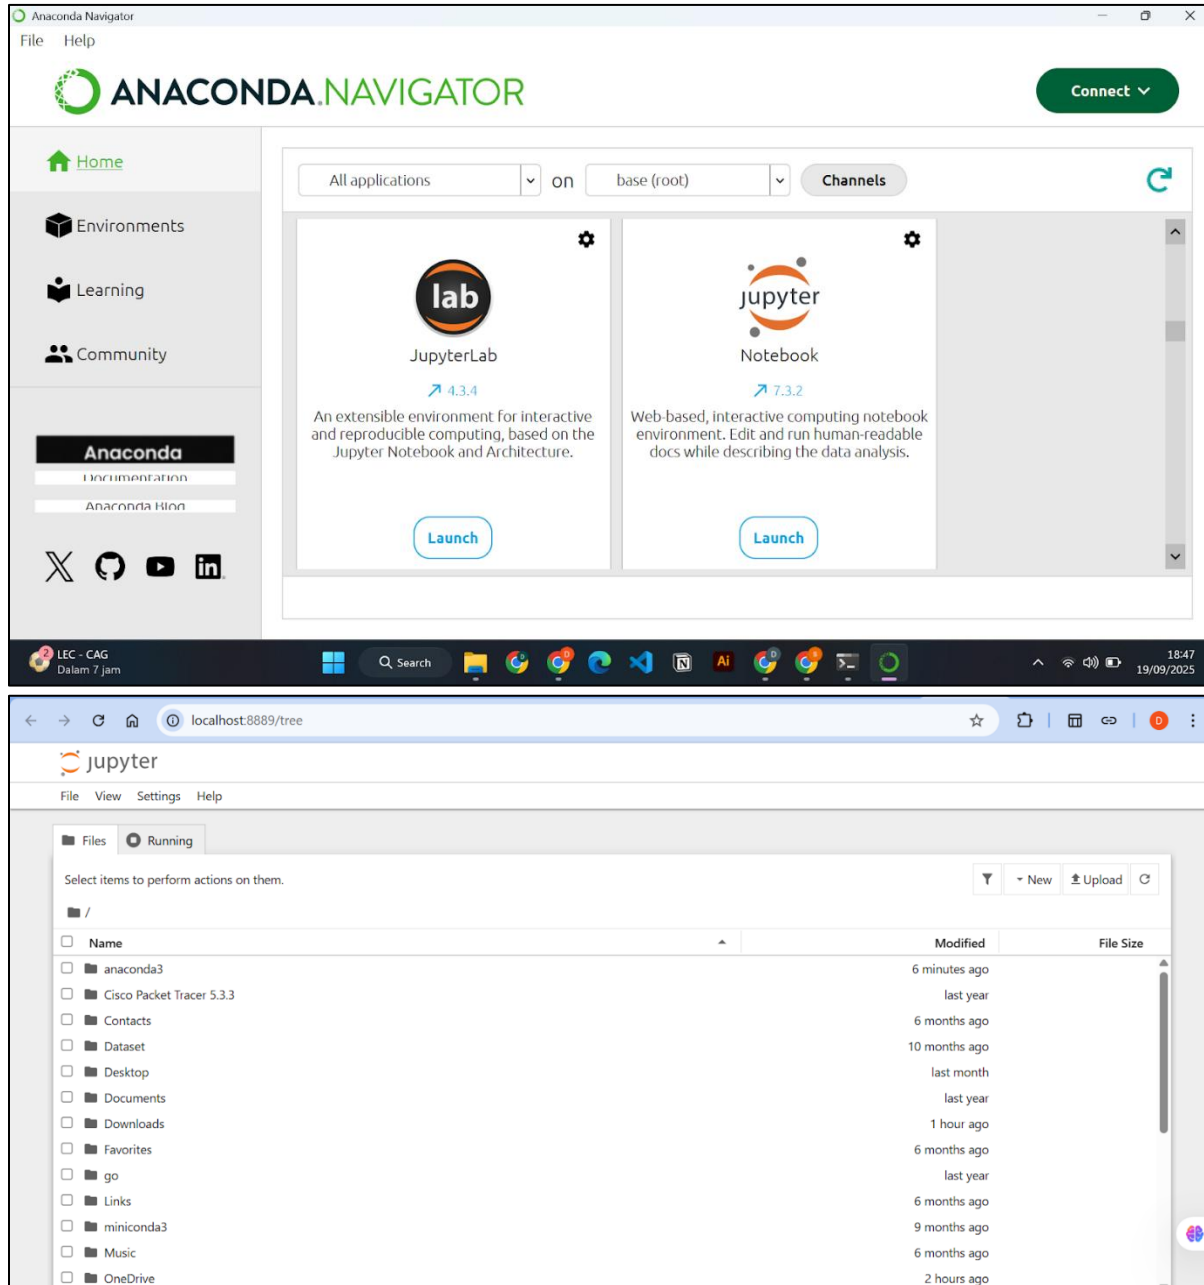 Anaconda Navigator
File Help
ANACONDA.NAVIGATOR
Connect
Home
Environments
Learning
Community
Anaconda
Documentation
Anaconda Blog
All applications on base (root) Channels
lab
JupyterLab
4.3.4
An extensible environment for interactive
and reproducible computing, based on the
Jupyter Notebook and Architecture.
Launch
jupyter
Notebook
7.3.2
Web-based, interactive computing notebook
environment. Edit and run human-readable
docs while describing the data analysis.
Launch
2 LEC - CAG
Dalam 7 jam
Search
Ai
18:47
19/09/2025
localhost:8889/tree
D
jupyter
File View Settings Help
Files Running
Select items to perform actions on them.
New Upload
/
Name Modified File Size
anaconda3 6 minutes ago
Cisco Packet Tracer 5.3.3 last year
Contacts 6 months ago
Dataset 10 months ago
Desktop last month
Documents last year
Downloads 1 hour ago
Favorites 6 months ago
go last year
Links 6 months ago
miniconda3 9 months ago
Music 6 months ago
OneDrive 2 hours ago